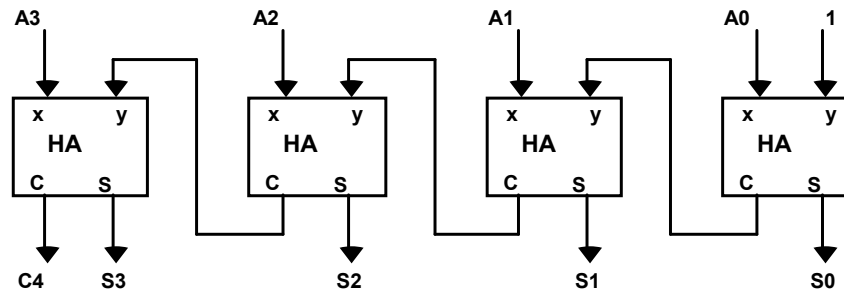 A3 A2 A1 A0 1
x y x y x y x y
HA HA HA HA
C S C S C S C S
C4 S3 S2 S1 S0